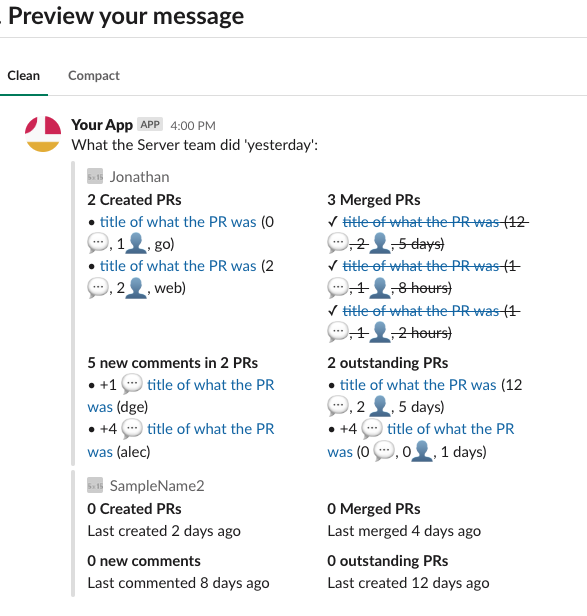 . Preview your message
Clean
Compact
Your App APP 4:00 PM
What the Server team did 'yesterday':
Jonathan
2 Created PRs
• title of what the PR was (0
💬, 1👤, go)
• title of what the PR was (2
💬, 2👤, web)
3 Merged PRs
✓ title of what the PR was (12
💬, 2 👤, 5 days)
✓ title of what the PR was (1
💬, 1 👤, 8 hours)
✓ title of what the PR was (1
💬, 1 👤, 2 hours)
5 new comments in 2 PRs
• +1 💬 title of what the PR
was (dge)
• +4 💬 title of what the PR
was (alec)
2 outstanding PRs
• title of what the PR was (12
💬, 2 👤, 5 days)
• +4 💬 title of what the PR
was (0 💬, 0👤, 1 days)
SampleName2
0 Created PRs
Last created 2 days ago
0 Merged PRs
Last merged 4 days ago
0 new comments
Last commented 8 days ago
0 outstanding PRs
Last created 12 days ago